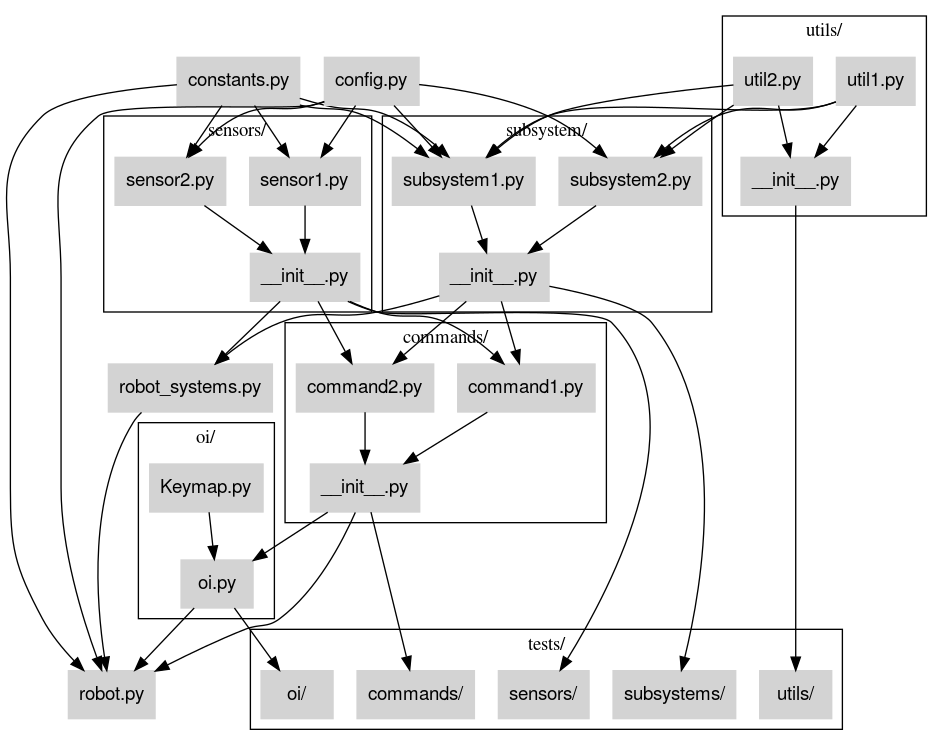 utils/
constants.py
config.py
util2.py
util1.py
sensors/
subsystem/
sensor2.py
sensor1.py
subsystem1.py
subsystem2.py
__init__.py
__init__.py
__init__.py
commands/
robot_systems.py
command2.py
command1.py
oi/
Keymap.py
__init__.py
oi.py
tests/
robot.py
oi/
commands/
sensors/
subsystems/
utils/